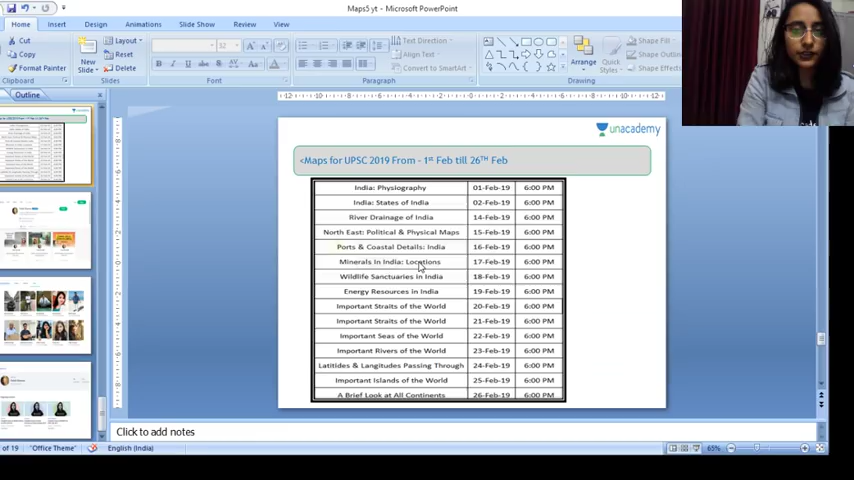 Maps5 yt - Microsoft PowerPoint
Home Insert Design Animations Slide Show Review View
Cut
Copy
Format Painter
Clipboard
New Slide
Layout
Reset
Delete
Slides
12
Font
Paragraph
Text Direction
Align Text
Convert to SmartArt
Arrange
Quick Styles
Shape Fill
Shape Outline
Shape Effects
Drawing
Outline
unacademy
<Maps for UPSC 2019 From - 1st Feb till 26TH Feb
India: Physiography 01-Feb-19 6:00 PM
India: States of India 02-Feb-19 6:00 PM
River Drainage of India 14-Feb-19 6:00 PM
North East: Political & Physical Maps 15-Feb-19 6:00 PM
Ports & Coastal Details: India 16-Feb-19 6:00 PM
Minerals In India: Locations 17-Feb-19 6:00 PM
Wildlife Sanctuaries in India 18-Feb-19 6:00 PM
Energy Resources in India 19-Feb-19 6:00 PM
Important Straits of the World 20-Feb-19 6:00 PM
Important Straits of the World 21-Feb-19 6:00 PM
Important Seas of the World 22-Feb-19 6:00 PM
Important Rivers of the World 23-Feb-19 6:00 PM
Latitides & Langitudes Passing Through 24-Feb-19 6:00 PM
Important Islands of the World 25-Feb-19 6:00 PM
A Brief Look at All Continents 26-Feb-19 6:00 PM
Click to add notes
of 19 "Office Theme" English (India) 65%